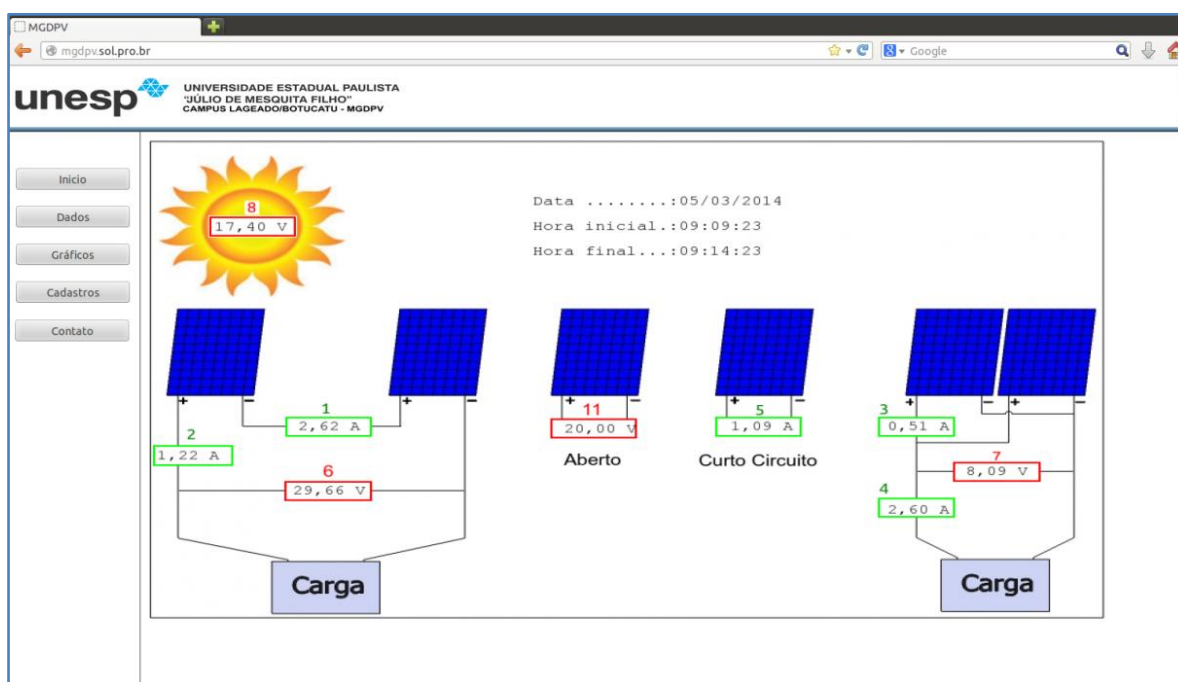 MGDPV
mgdpv.sol.pro.br
Google
unesp
UNIVERSIDADE ESTADUAL PAULISTA
"JÚLIO DE MESQUITA FILHO"
CAMPUS LAGEADO/BOTUCATU - MGDPV
Inicio
Dados
Gráficos
Cadastros
Contato
8
17,40 V
Data ........:05/03/2014
Hora inicial.:09:09:23
Hora final...:09:14:23
+ −
1
2,62 A
+ −
2
1,22 A
6
29,66 V
Carga
+ −
11
20,00 V
Aberto
+ −
5
1,09 A
Curto Circuito
+ − + −
3
0,51 A
7
8,09 V
4
2,60 A
Carga